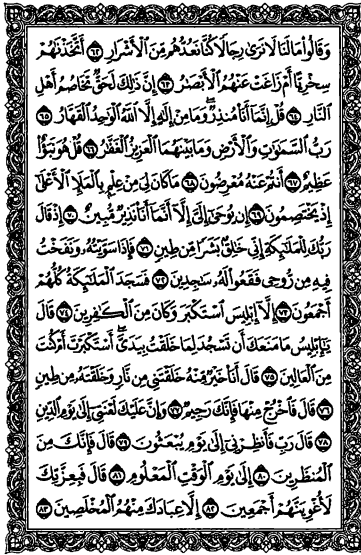 وَقَالُوا۟ مَا لَنَا لَا نَرَىٰ رِجَالًا كُنَّا نَعُدُّهُم مِّنَ ٱلْأَشْرَارِ ٦٢ أَتَّخَذْنَٰهُمْ
سِخْرِيًّا أَمْ زَاغَتْ عَنْهُمُ ٱلْأَبْصَٰرُ ٦٣ إِنَّ ذَٰلِكَ لَحَقٌّ تَخَاصُمُ أَهْلِ
ٱلنَّارِ ٦٤ قُلْ إِنَّمَآ أَنَا۠ مُنذِرٌ ۖ وَمَا مِنْ إِلَٰهٍ إِلَّا ٱللَّهُ ٱلْوَٰحِدُ ٱلْقَهَّارُ ٦٥
رَبُّ ٱلسَّمَٰوَٰتِ وَٱلْأَرْضِ وَمَا بَيْنَهُمَا ٱلْعَزِيزُ ٱلْغَفَّٰرُ ٦٦ قُلْ هُوَ نَبَؤٌا۟
عَظِيمٌ ٦٧ أَنتُمْ عَنْهُ مُعْرِضُونَ ٦٨ مَا كَانَ لِىَ مِنْ عِلْمٍۭ بِٱلْمَلَإِ ٱلْأَعْلَىٰٓ
إِذْ يَخْتَصِمُونَ ٦٩ إِن يُوحَىٰٓ إِلَىَّ إِلَّآ أَنَّمَآ أَنَا۠ نَذِيرٌ مُّبِينٌ ٧٠ إِذْ قَالَ
رَبُّكَ لِلْمَلَٰٓئِكَةِ إِنِّى خَٰلِقٌۢ بَشَرًا مِّن طِينٍ ٧١ فَإِذَا سَوَّيْتُهُۥ وَنَفَخْتُ
فِيهِ مِن رُّوحِى فَقَعُوا۟ لَهُۥ سَٰجِدِينَ ٧٢ فَسَجَدَ ٱلْمَلَٰٓئِكَةُ كُلُّهُمْ
أَجْمَعُونَ ٧٣ إِلَّآ إِبْلِيسَ ٱسْتَكْبَرَ وَكَانَ مِنَ ٱلْكَٰفِرِينَ ٧٤ قَالَ
يَٰٓإِبْلِيسُ مَا مَنَعَكَ أَن تَسْجُدَ لِمَا خَلَقْتُ بِيَدَىَّ ۖ أَسْتَكْبَرْتَ أَمْ كُنتَ
مِنَ ٱلْعَالِينَ ٧٥ قَالَ أَنَا۠ خَيْرٌ مِّنْهُ ۖ خَلَقْتَنِى مِن نَّارٍ وَخَلَقْتَهُۥ مِن طِينٍ
٧٦ قَالَ فَٱخْرُجْ مِنْهَا فَإِنَّكَ رَجِيمٌ ٧٧ وَإِنَّ عَلَيْكَ لَعْنَتِىٓ إِلَىٰ يَوْمِ ٱلدِّينِ
٧٨ قَالَ رَبِّ فَأَنظِرْنِىٓ إِلَىٰ يَوْمِ يُبْعَثُونَ ٧٩ قَالَ فَإِنَّكَ مِنَ
ٱلْمُنظَرِينَ ٨٠ إِلَىٰ يَوْمِ ٱلْوَقْتِ ٱلْمَعْلُومِ ٨١ قَالَ فَبِعِزَّتِكَ
لَأُغْوِيَنَّهُمْ أَجْمَعِينَ ٨٢ إِلَّا عِبَادَكَ مِنْهُمُ ٱلْمُخْلَصِينَ ٨٣